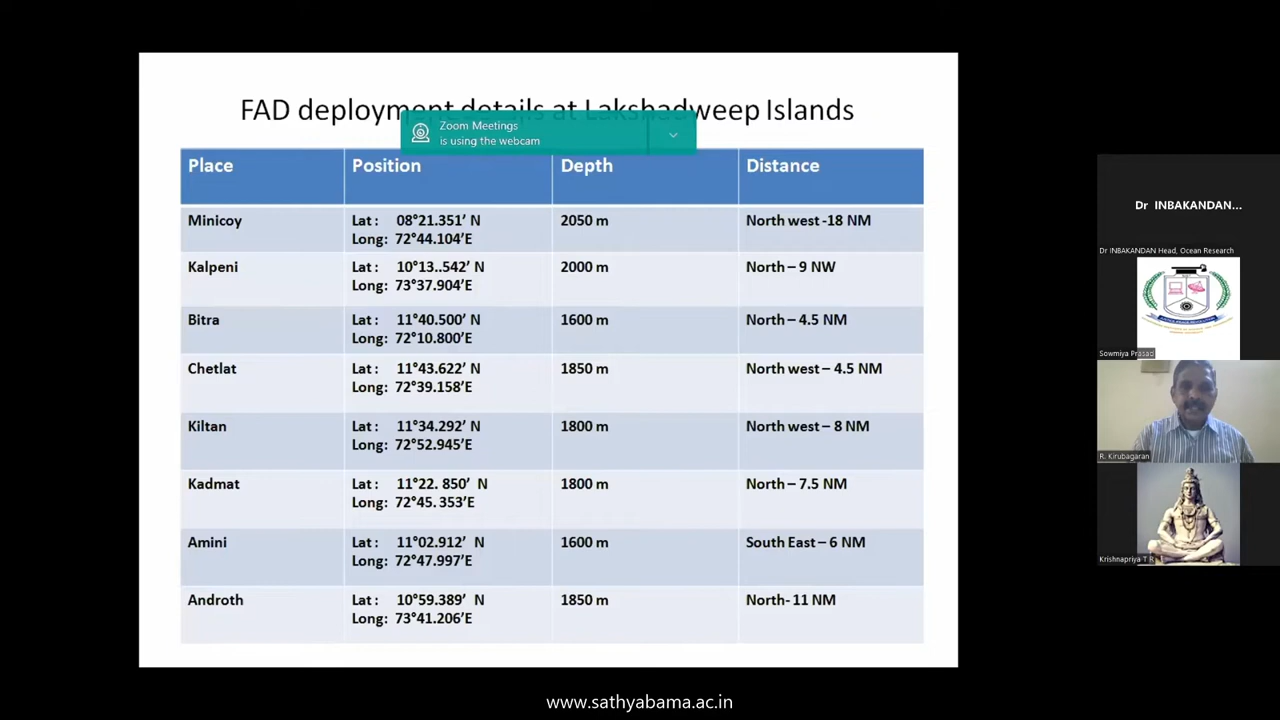 FAD deployment details at Lakshadweep Islands
Zoom Meetings
is using the webcam
Place Position Depth Distance
Minicoy Lat : 08°21.351’ N 2050 m North west -18 NM
Long: 72°44.104’E
Kalpeni Lat : 10°13..542’ N 2000 m North – 9 NW
Long: 73°37.904’E
Bitra Lat : 11°40.500’ N 1600 m North – 4.5 NM
Long: 72°10.800’E
Chetlat Lat : 11°43.622’ N 1850 m North west – 4.5 NM
Long: 72°39.158’E
Kiltan Lat : 11°34.292’ N 1800 m North west – 8 NM
Long: 72°52.945’E
Kadmat Lat : 11°22. 850’ N 1800 m North – 7.5 NM
Long: 72°45. 353’E
Amini Lat : 11°02.912’ N 1600 m South East – 6 NM
Long: 72°47.997’E
Androth Lat : 10°59.389’ N 1850 m North- 11 NM
Long: 73°41.206’E
Dr INBAKANDAN...
Dr INBAKANDAN Head, Ocean Research
Sowmiya Prasad
R. Kirubagaran
Krishnapriya T R
www.sathyabama.ac.in